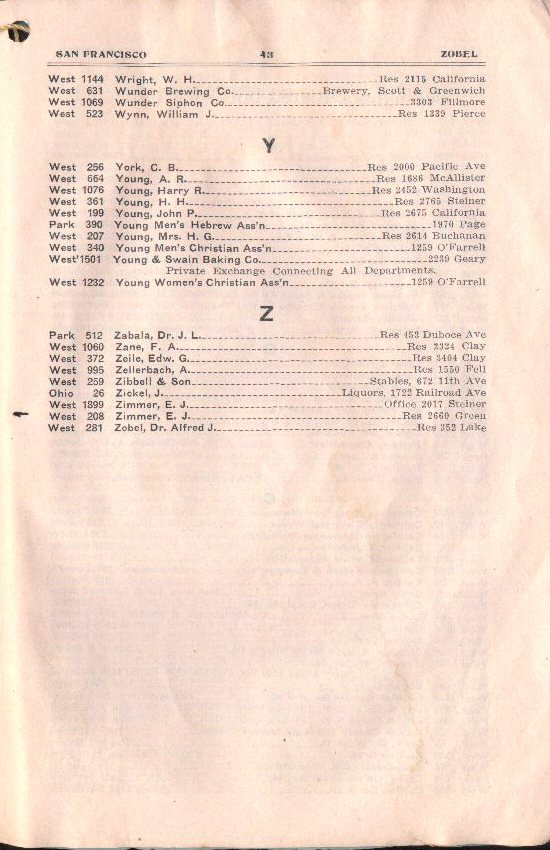 SAN FRANCISCO 43 ZOBEL
West 1144 Wright, W. H. Res 2115 California
West 631 Wunder Brewing Co. Brewery, Scott & Greenwich
West 1069 Wunder Siphon Co. 3303 Fillmore
West 523 Wynn, William J. Res 1339 Pierce
Y
West 256 York, C. B. Res 2000 Pacific Ave
West 664 Young, A. R. Res 1686 McAllister
West 1076 Young, Harry R. Res 2452 Washington
West 361 Young, H. H. Res 2765 Steiner
West 199 Young, John P. Res 2675 California
Park 390 Young Men's Hebrew Ass'n 1970 Page
West 207 Young, Mrs. H. G. Res 2614 Buchanan
West 340 Young Men's Christian Ass'n 1259 O'Farrell
West 1501 Young & Swain Baking Co. 2239 Geary
Private Exchange Connecting All Departments.
West 1232 Young Women's Christian Ass'n 1259 O'Farrell
Z
Park 512 Zabala, Dr. J. L. Res 453 Duboce Ave
West 1060 Zane, F. A. Res 3324 Clay
West 372 Zeile, Edw. G. Res 3404 Clay
West 995 Zellerbach, A. Res 1550 Fell
West 259 Zibbell & Son Stables, 672 11th Ave
Ohio 26 Zickel, J. Liquors, 1722 Railroad Ave
West 1899 Zimmer, E. J. Office 2017 Steiner
West 208 Zimmer, E. J. Res 2660 Green
West 281 Zobel, Dr. Alfred J. Res 352 Lake